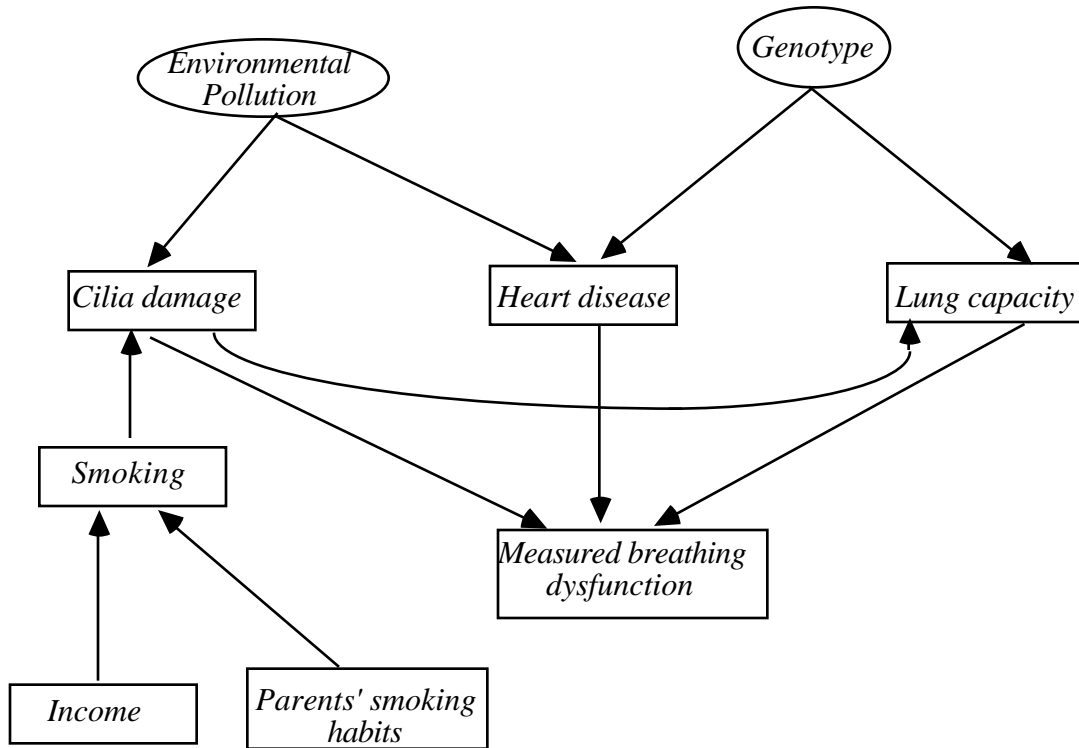 Environmental
Pollution
Genotype
Cilia damage
Heart disease
Lung capacity
Smoking
Measured breathing
dysfunction
Income
Parents' smoking
habits